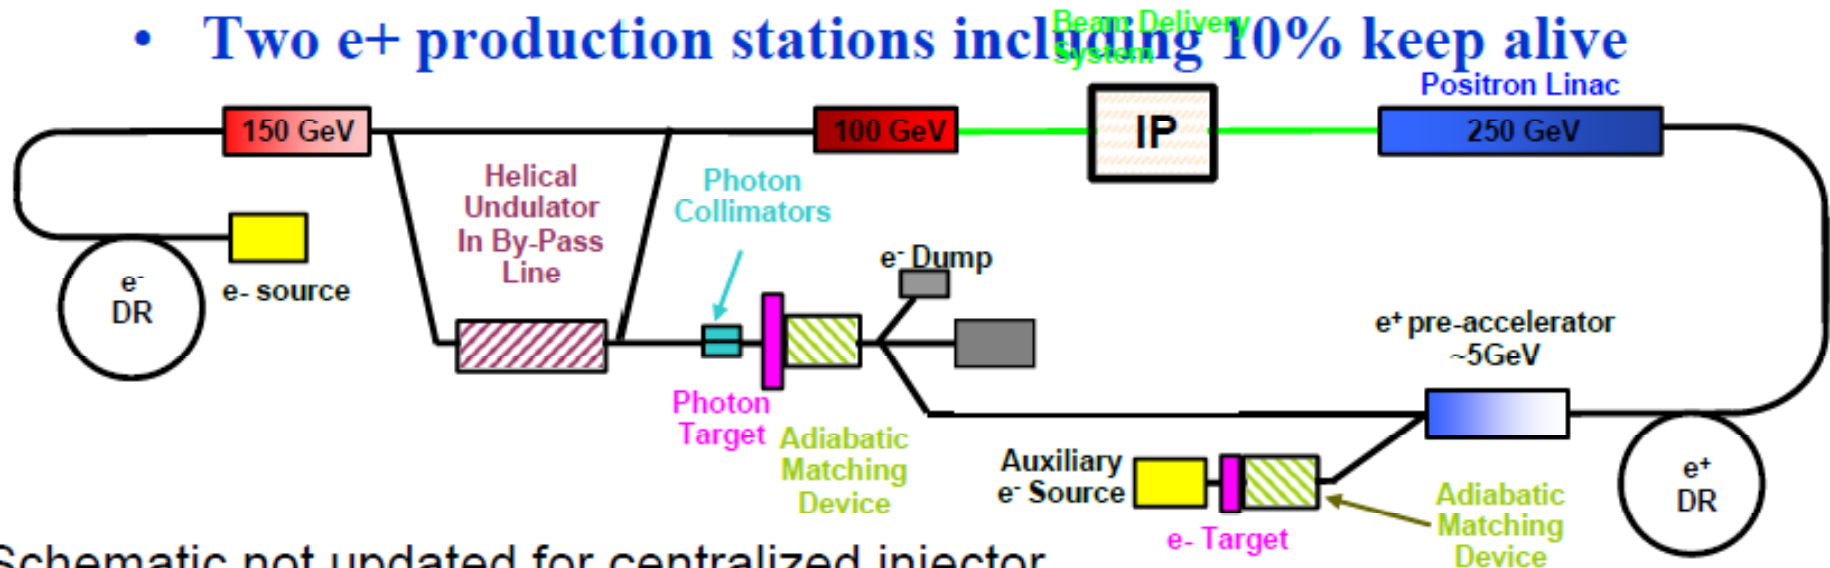 • Two e+ production stations including 10% keep alive
Beam Delivery
System
Positron Linac
150 GeV
100 GeV
IP
250 GeV
Helical
Undulator
In By-Pass
Line
Photon
Collimators
e- Dump
e-
DR
e- source
e+ pre-accelerator
~5GeV
Photon
Target
Adiabatic
Matching
Device
Auxiliary
e- Source
e- Target
Adiabatic
Matching
Device
e+
DR
Schematic not updated for centralized injector